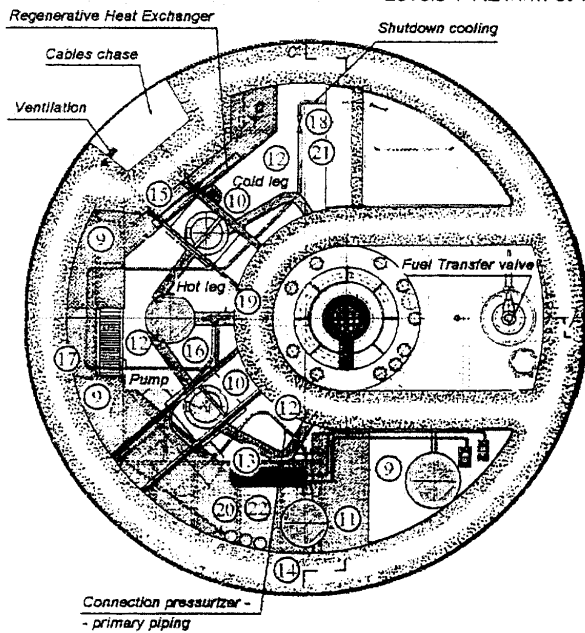 Regenerative Heat Exchanger
Shutdown cooling
Cables chase
C
Ventilation
18
12
21
15
10
Cold leg
9
Fuel Transfer valve
Hot leg
19
17
12
16
Pump
10
9
12
13
9
20
22
11
14
Connection pressurizer -
- primary piping